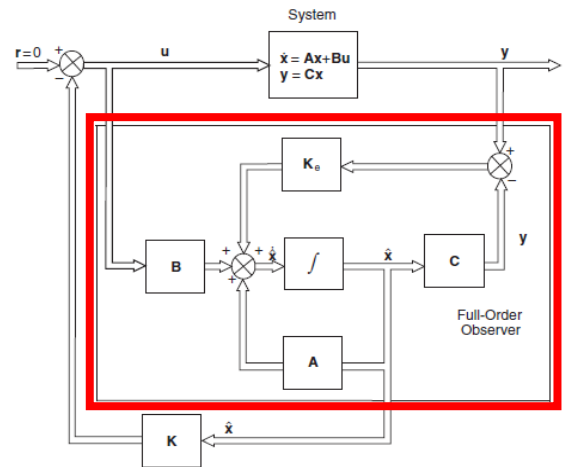 System
r=0
+
−
u
ẋ = Ax+Bu
y = Cx
y
Kₑ
+
−
y
B
+
+
+
ẋ̂
∫
x̂
C
Full-Order
Observer
A
K
x̂